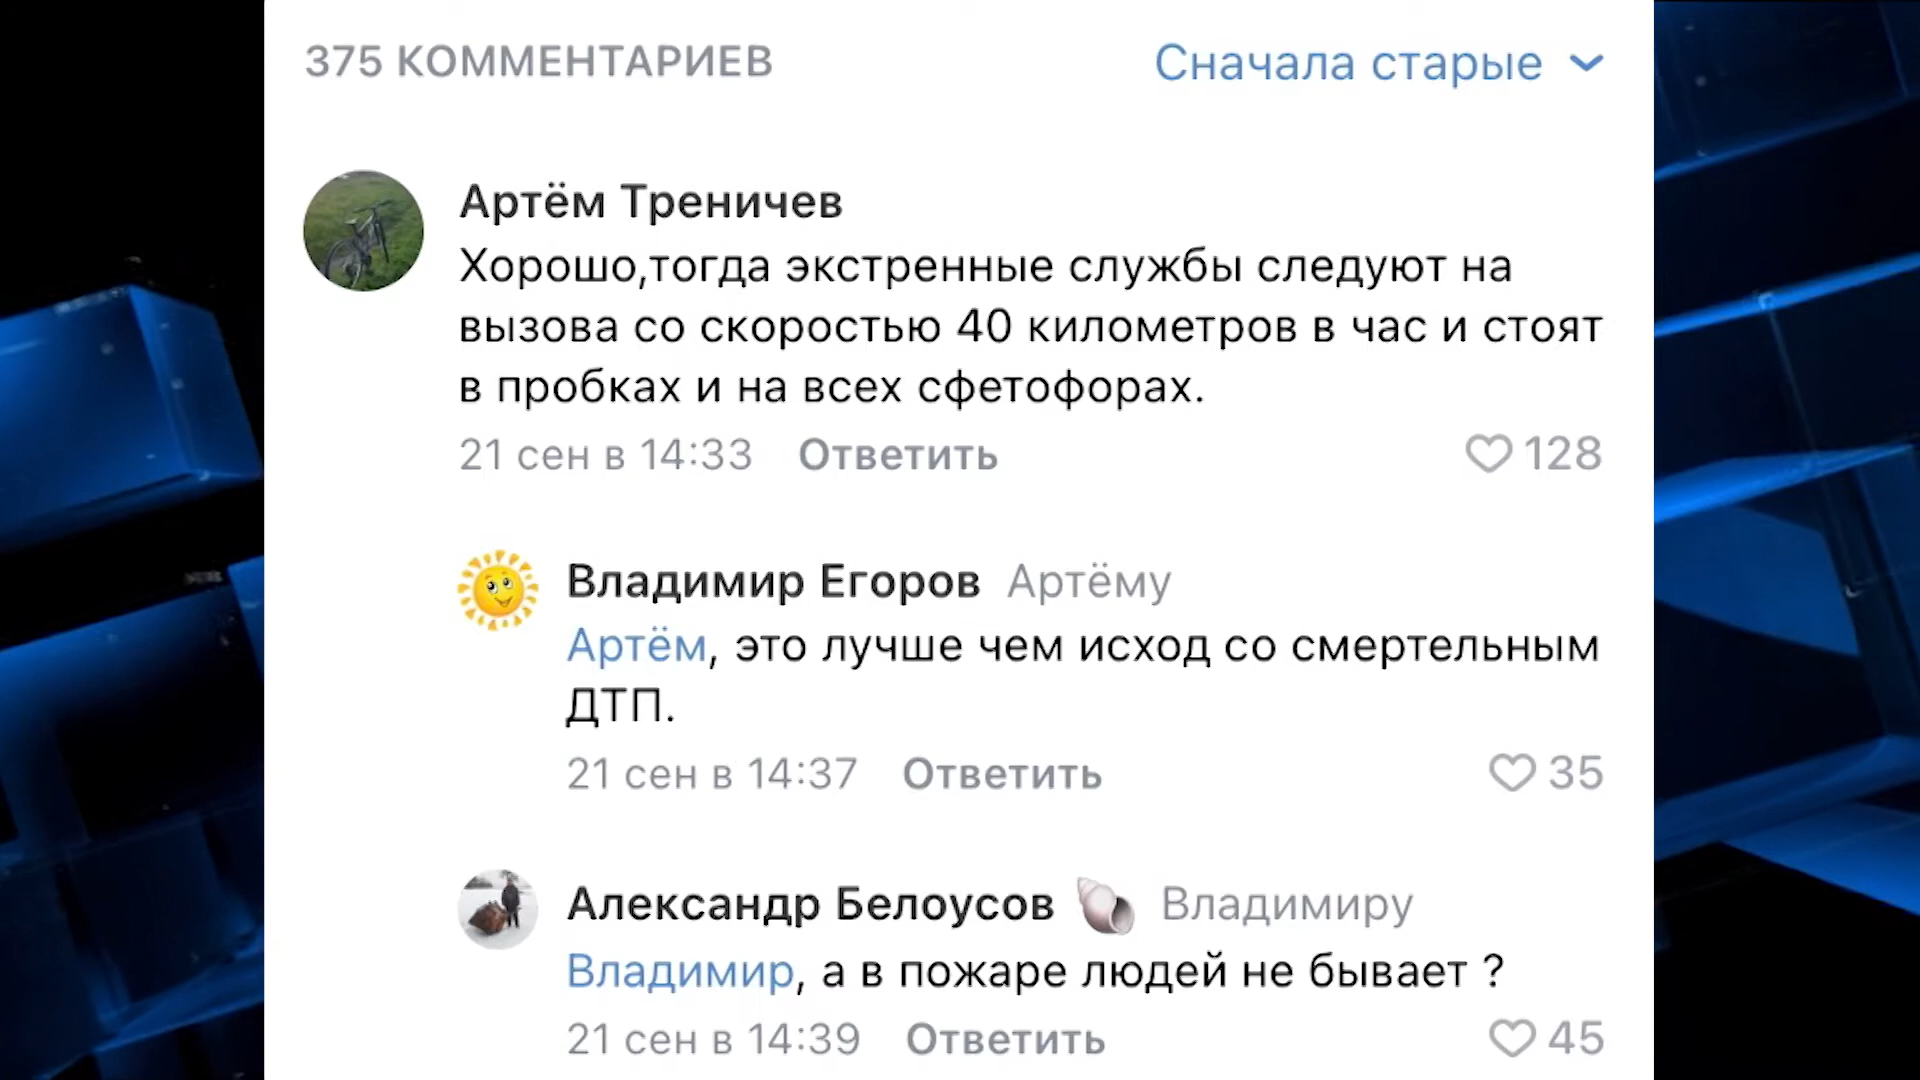 375 КОММЕНТАРИЕВ
Сначала старые
Артём Треничев
Хорошо,тогда экстренные службы следуют на
вызова со скоростью 40 километров в час и стоят
в пробках и на всех сфетофорах.
21 сен в 14:33 Ответить 128
Владимир Егоров Артёму
Артём, это лучше чем исход со смертельным
ДТП.
21 сен в 14:37 Ответить 35
Александр Белоусов Владимиру
Владимир, а в пожаре людей не бывает ?
21 сен в 14:39 Ответить 45